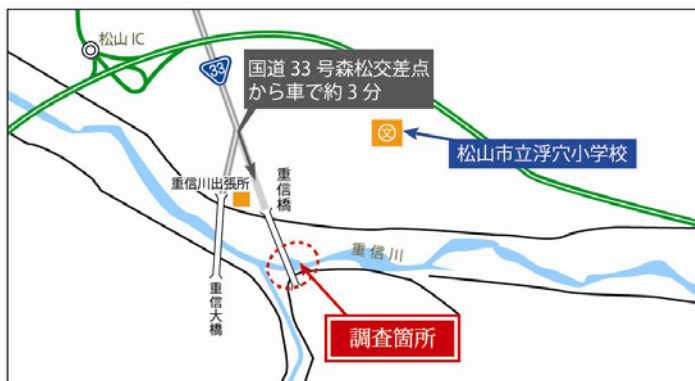 松山 IC
33
国道 33 号森松交差点
から車で約 3 分
文
松山市立浮穴小学校
重信川出張所
重信橋
重信川
重信大橋
調査箇所